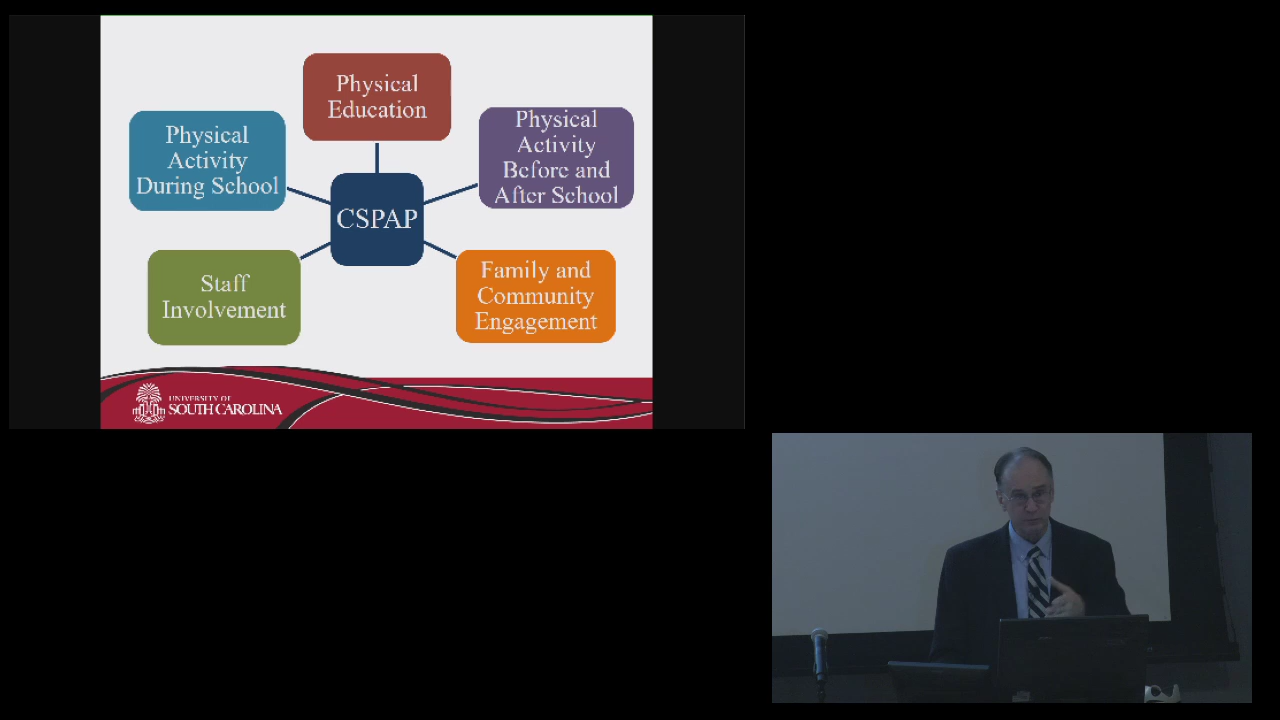 Physical
Education
Physical
Activity
During School
Physical
Activity
Before and
After School
CSPAP
Staff
Involvement
Family and
Community
Engagement
UNIVERSITY OF
SOUTH CAROLINA